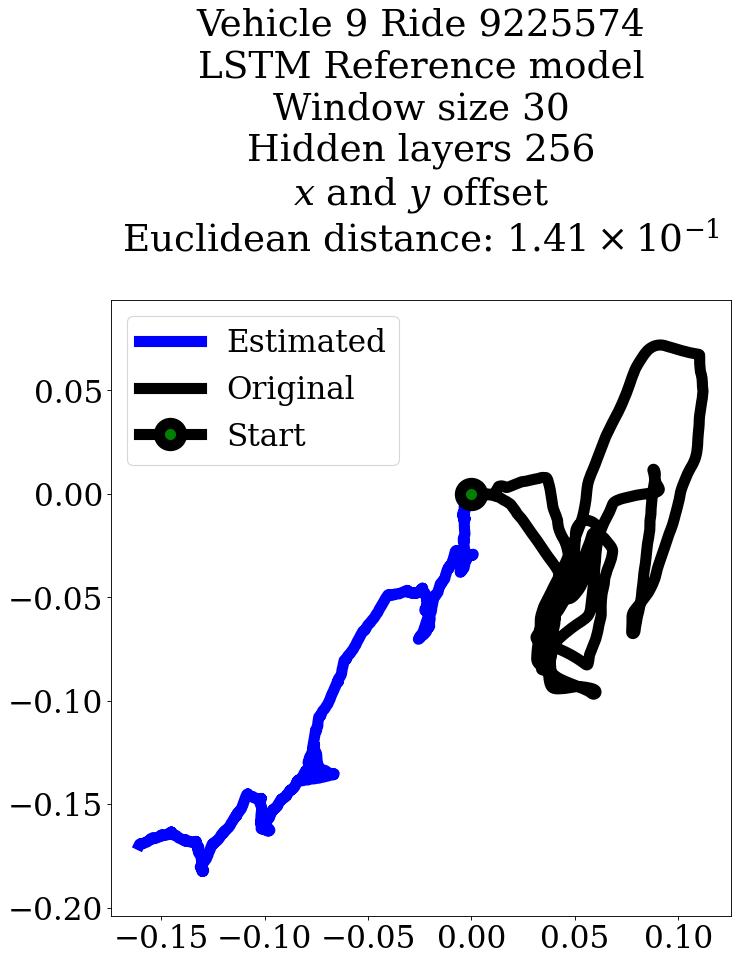 Vehicle 9 Ride 9225574
LSTM Reference model
Window size 30
Hidden layers 256
x and y offset
Euclidean distance: 1.41 × 10⁻¹
Estimated
Original
Start
0.05
0.00
−0.05
−0.10
−0.15
−0.20
−0.15 −0.10 −0.05 0.00 0.05 0.10